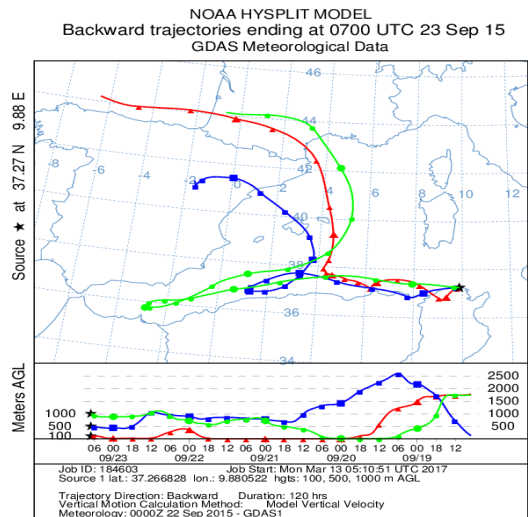 NOAA HYSPLIT MODEL
Backward trajectories ending at 0700 UTC 23 Sep 15
GDAS Meteorological Data
Source ★ at 37.27 N 9.88 E
46
44
-8
-6
-4
-2
0
2
4
6
8
10
12
42
40
38
36
34
Meters AGL
2500
2000
1500
1000
500
1000
500
100
06 00 18 12 06 00 18 12 06 00 18 12 06 00 18 12 06 00 18 12
09/23 09/22 09/21 09/20 09/19
Job ID: 184603 Job Start: Mon Mar 13 05:10:51 UTC 2017
Source 1 lat.: 37.266828 lon.: 9.880522 hgts: 100, 500, 1000 m AGL
Trajectory Direction: Backward Duration: 120 hrs
Vertical Motion Calculation Method: Model Vertical Velocity
Meteorology: 0000Z 22 Sep 2015 - GDAS1